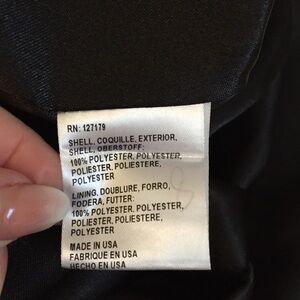 RN: 127179
SHELL, COQUILLE, EXTERIOR,
SHELL, OBERSTOFF:
100% POLYESTER, POLYESTER,
POLIESTER, POLIESTERE,
POLYESTER
LINING, DOUBLURE, FORRO,
FODERA, FUTTER:
100% POLYESTER, POLYESTER,
POLIESTER, POLIESTERE,
POLYESTER
MADE IN USA
FABRIQUE EN USA
HECHO EN USA